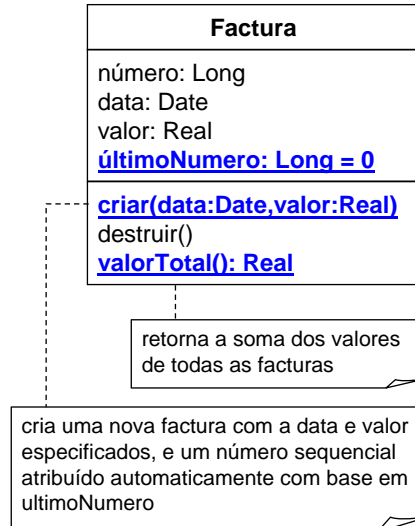 Factura
número: Long
data: Date
valor: Real
últimoNumero: Long = 0
criar(data:Date,valor:Real)
destruir()
valorTotal(): Real
retorna a soma dos valores
de todas as facturas
cria uma nova factura com a data e valor
especificados, e um número sequencial
atribuído automaticamente com base em
ultimoNumero